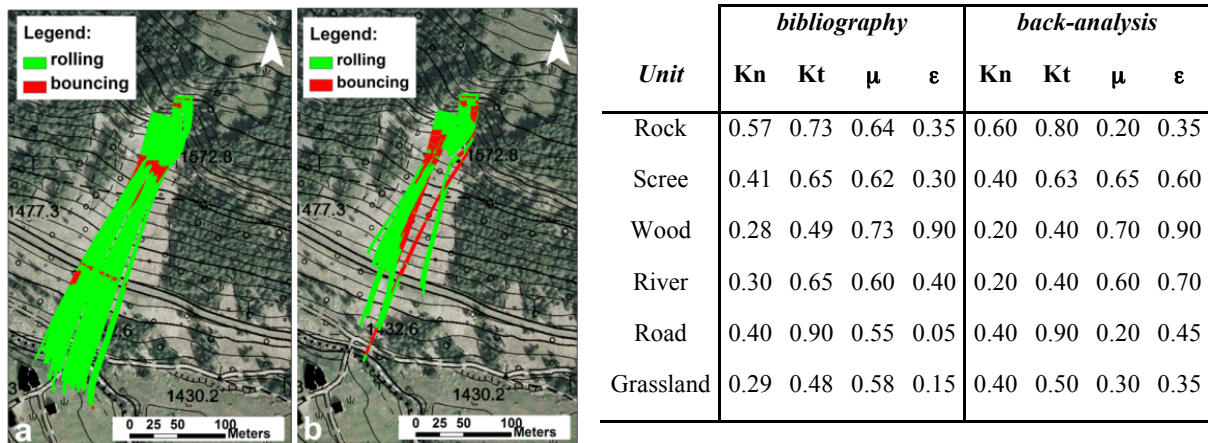 Legend:
rolling
bouncing
N
1572.8
1477.3
.6
3
1430.2
0 25 50 100
Meters
a
Legend:
rolling
bouncing
N
1572.8
1477.3
1432.6
3
1430.2
0 25 50 100
Meters
b
bibliography back-analysis
Unit Kn Kt μ ε Kn Kt μ ε
Rock 0.57 0.73 0.64 0.35 0.60 0.80 0.20 0.35
Scree 0.41 0.65 0.62 0.30 0.40 0.63 0.65 0.60
Wood 0.28 0.49 0.73 0.90 0.20 0.40 0.70 0.90
River 0.30 0.65 0.60 0.40 0.20 0.40 0.60 0.70
Road 0.40 0.90 0.55 0.05 0.40 0.90 0.20 0.45
Grassland 0.29 0.48 0.58 0.15 0.40 0.50 0.30 0.35